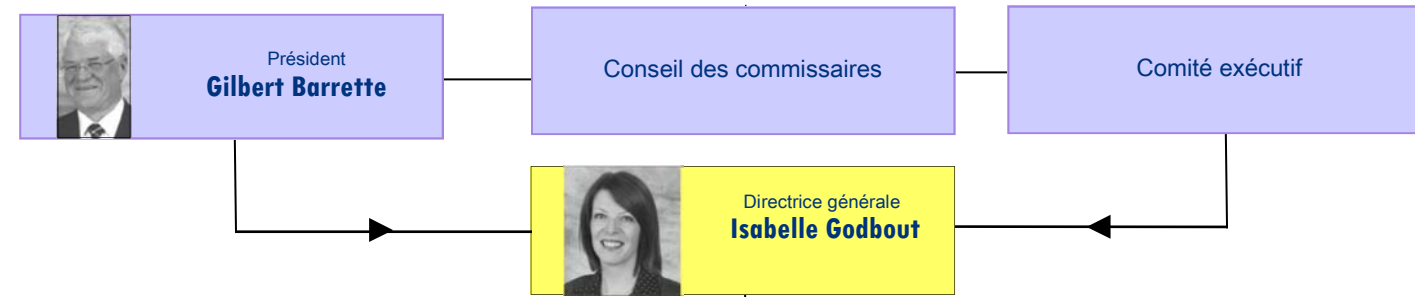 Président
Gilbert Barrette
Conseil des commissaires
Comité exécutif
Directrice générale
Isabelle Godbout